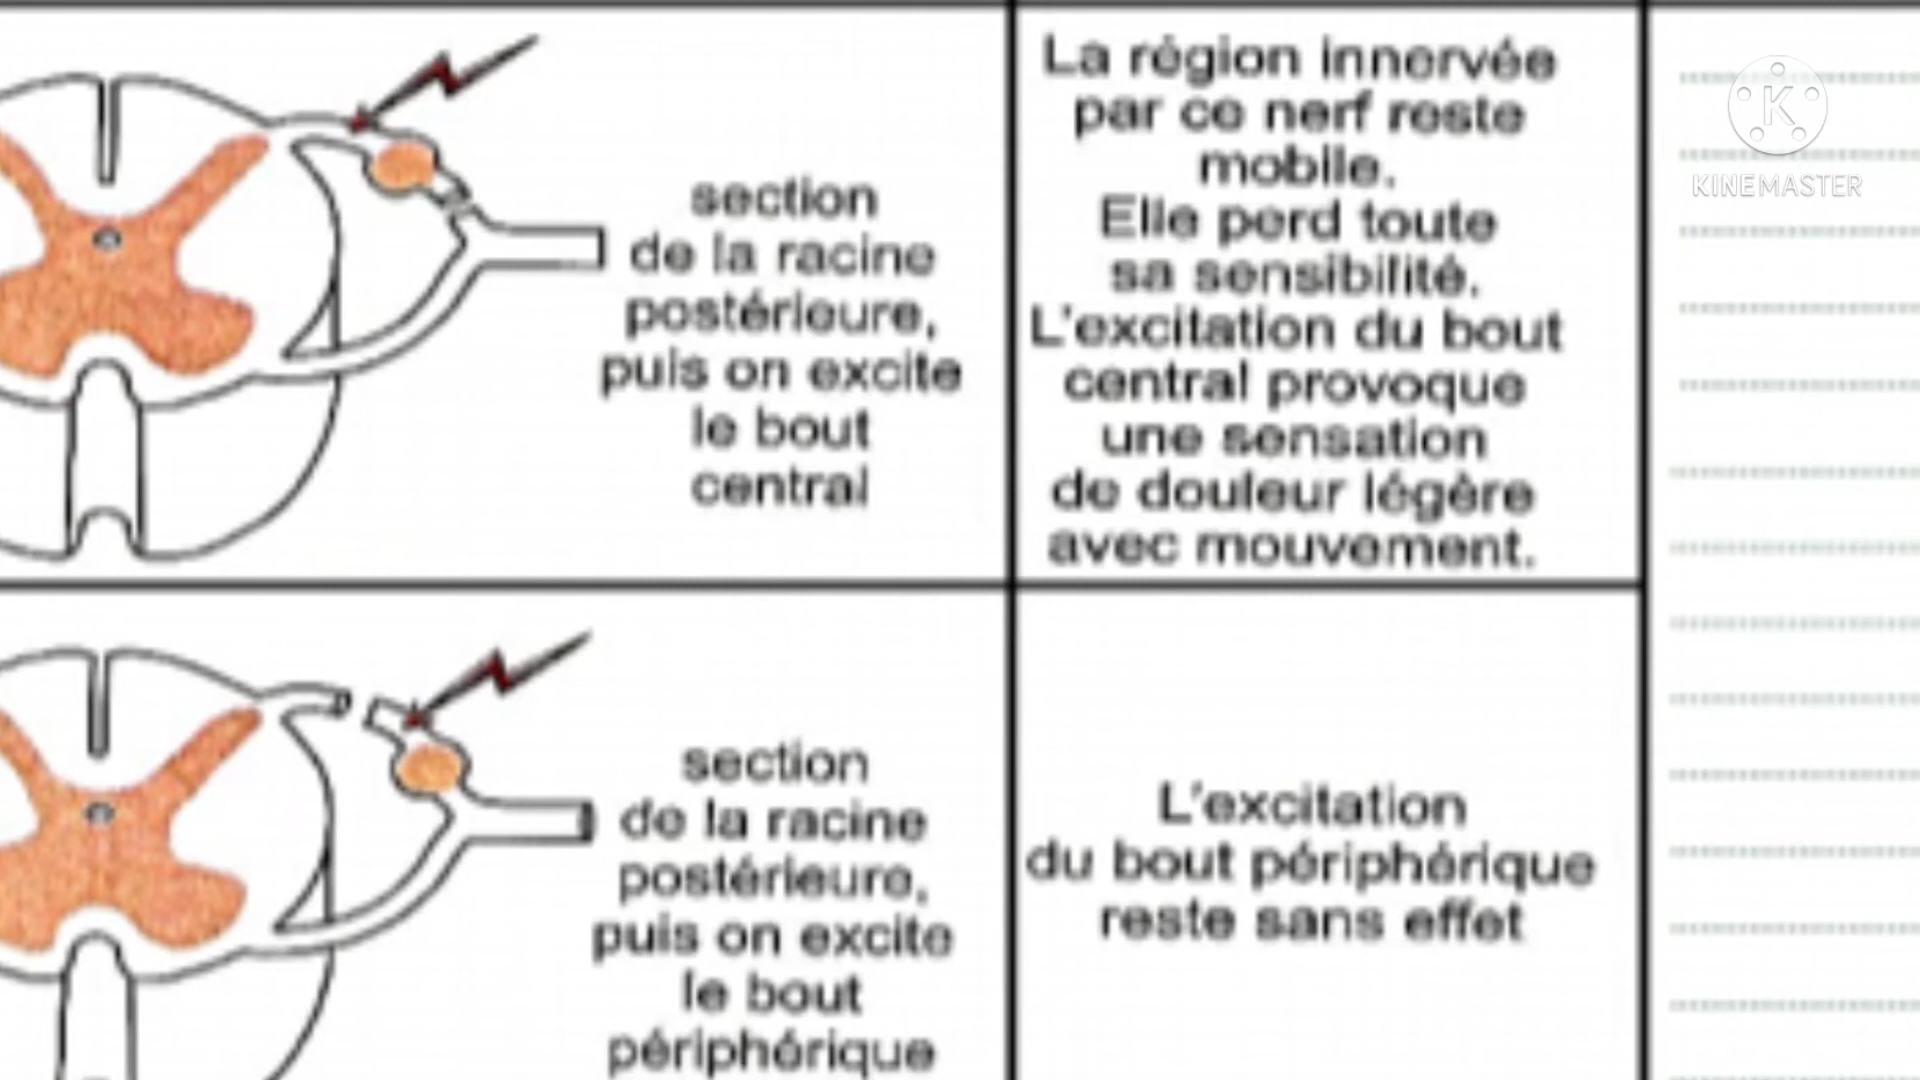 section
de la racine
postérieure,
puis on excite
le bout
central
La région innervée
par ce nerf reste
mobile.
Elle perd toute
sa sensibilité.
L'excitation du bout
central provoque
une sensation
de douleur légère
avec mouvement.
K
KINEMASTER
section
de la racine
postérieure,
puis on excite
le bout
périphérique
L'excitation
du bout périphérique
reste sans effet